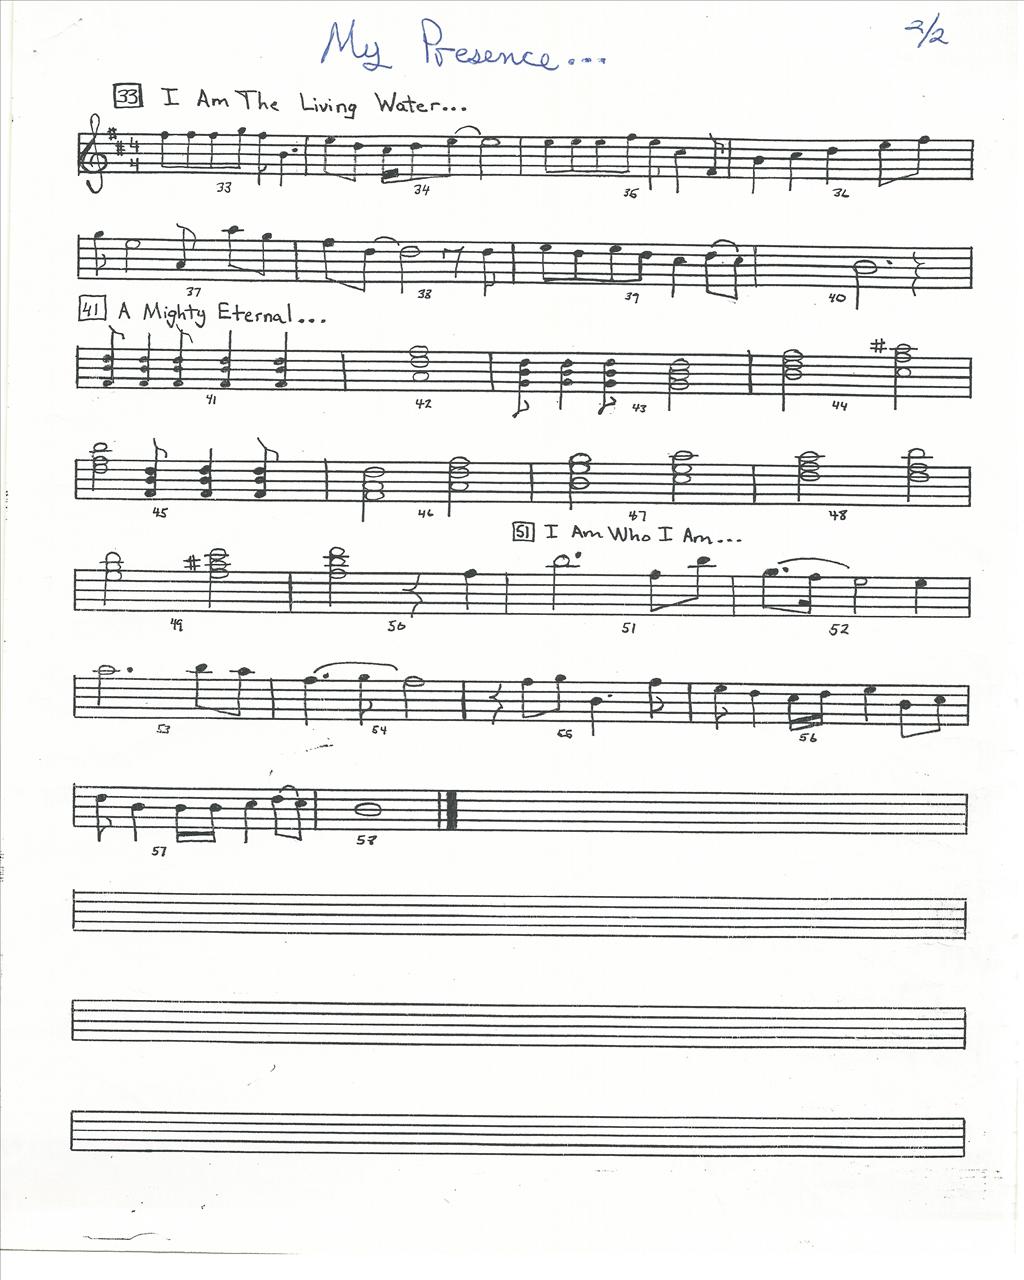 My Presence...
2/2
33 I Am The Living Water...
4
4
33 34 35 36
37 38 39 40
41 A Mighty Eternal...
41 42 43 44
45 46 47 48
51 I Am Who I Am...
49 50 51 52
53 54 55 56
57 58